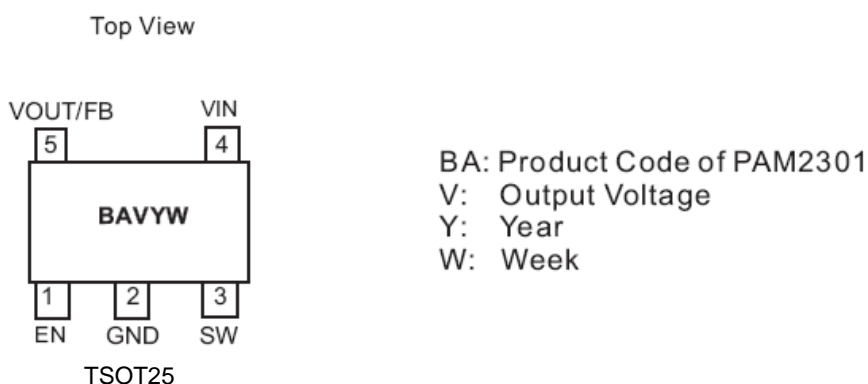 Top View
VOUT/FB VIN
5 4
BAVYW
1 2 3
EN GND SW
TSOT25
BA: Product Code of PAM2301
V: Output Voltage
Y: Year
W: Week